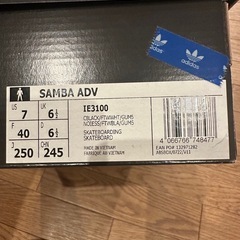 adidas
adidas
SAMBA ADV
US 7 UK 6½
IE3100
CBLACK/FTWWHT/GUM5
NOIESS/FTWBLA/GUM5
F 40 D 6½
SKATEBOARDING
SKATEBOARD
J 250 CHN 245
MADE IN VIETNAM
FABRIQUÉ AU VIETNAM
4 066766 748477